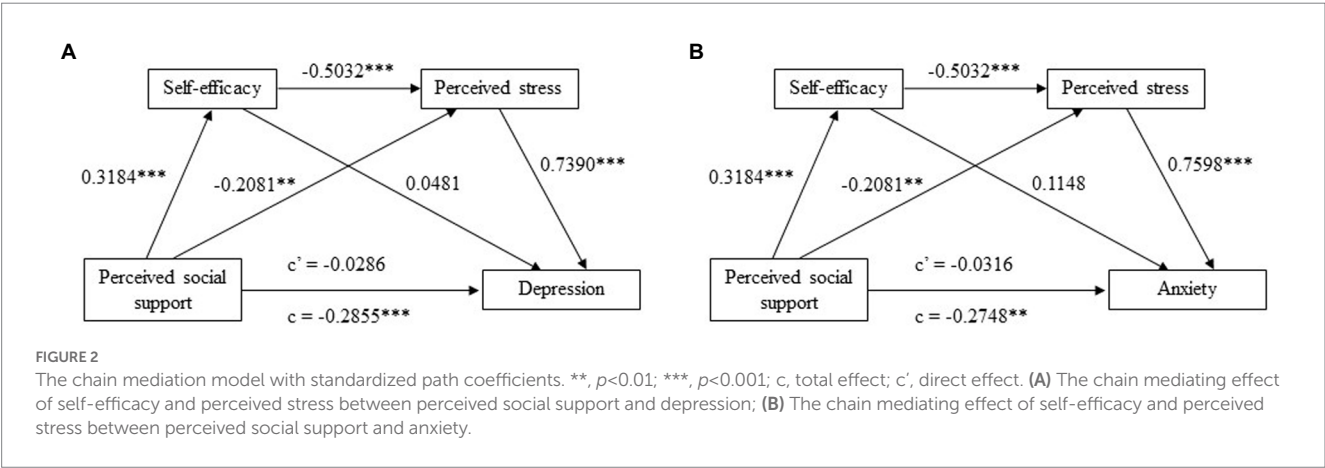 A
Self-efficacy
-0.5032***
Perceived stress
0.3184***
-0.2081**
0.0481
0.7390***
Perceived social
support
c' = -0.0286
c = -0.2855***
Depression
B
Self-efficacy
-0.5032***
Perceived stress
0.3184***
-0.2081**
0.1148
0.7598***
Perceived social
support
c' = -0.0316
c = -0.2748**
Anxiety
FIGURE 2
The chain mediation model with standardized path coefficients. **, p<0.01; ***, p<0.001; c, total effect; c′, direct effect. (A) The chain mediating effect
of self-efficacy and perceived stress between perceived social support and depression; (B) The chain mediating effect of self-efficacy and perceived
stress between perceived social support and anxiety.